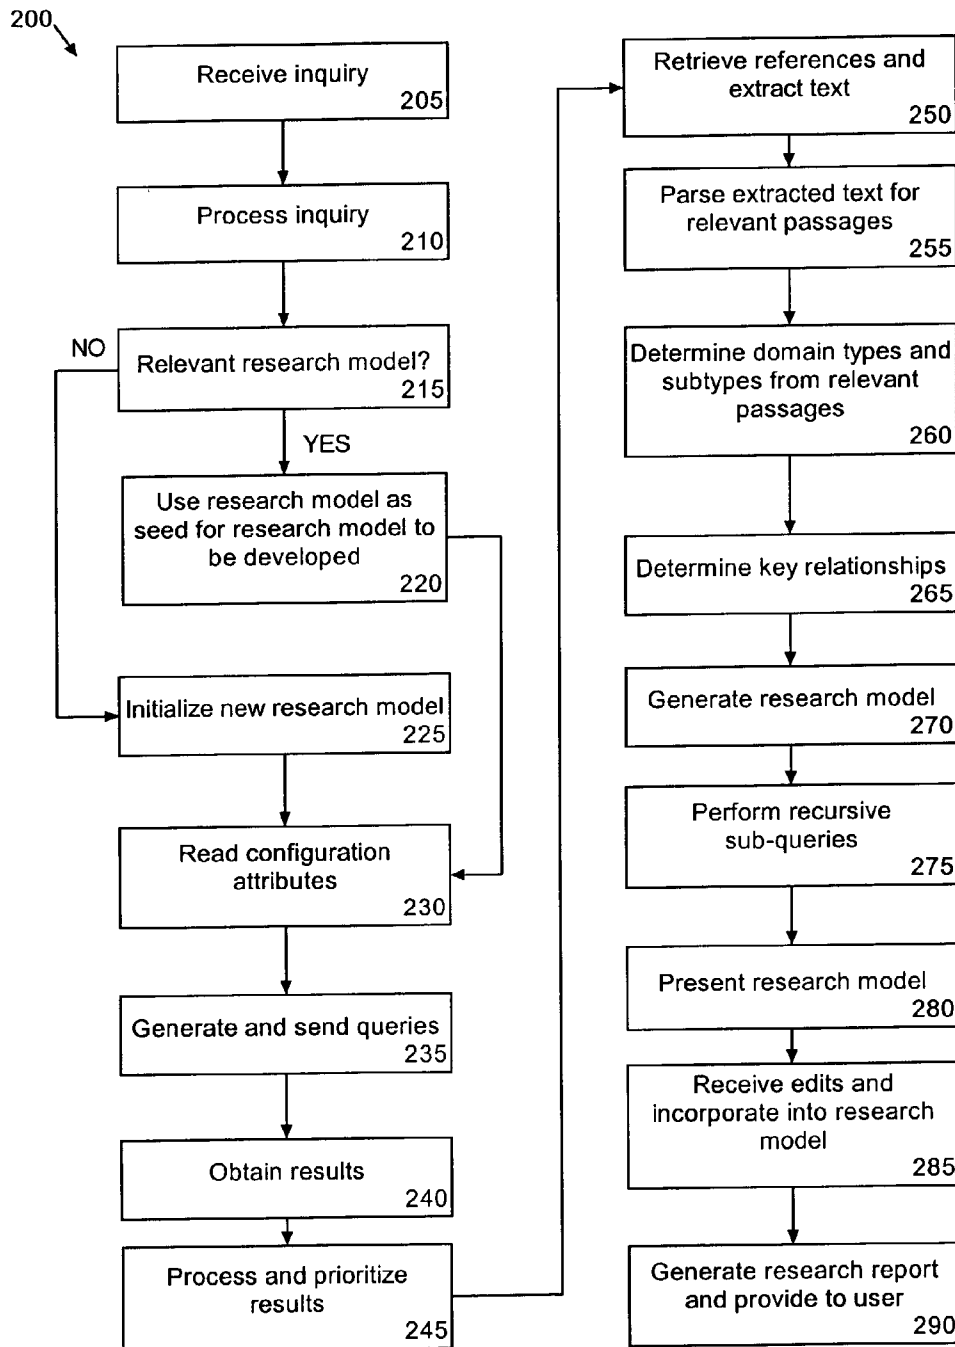 200
Receive inquiry
205
Process inquiry
210
NO
Relevant research model?
215
YES
Use research model as
seed for research model to
be developed
220
Initialize new research model
225
Read configuration
attributes
230
Generate and send queries
235
Obtain results
240
Process and prioritize
results
245
Retrieve references and
extract text
250
Parse extracted text for
relevant passages
255
Determine domain types and
subtypes from relevant
passages
260
Determine key relationships
265
Generate research model
270
Perform recursive
sub-queries
275
Present research model
280
Receive edits and
incorporate into research
model
285
Generate research report
and provide to user
290